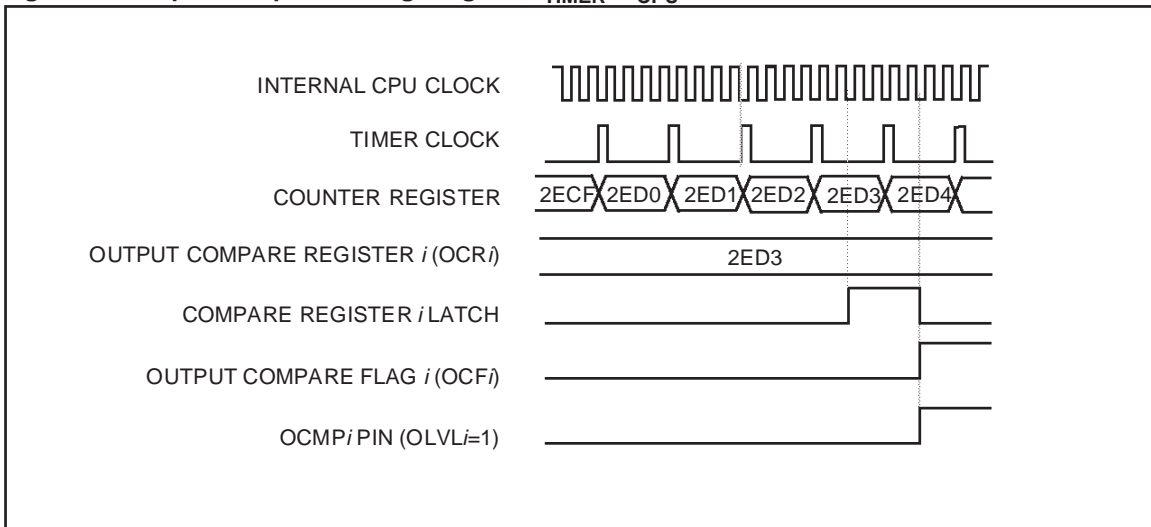 TIMER
INTERNAL CPU CLOCK
TIMER CLOCK
COUNTER REGISTER 2ECF 2ED0 2ED1 2ED2 2ED3 2ED4
OUTPUT COMPARE REGISTER i (OCRi) 2ED3
COMPARE REGISTER i LATCH
OUTPUT COMPARE FLAG i (OCFi)
OCMPi PIN (OLVLi=1)